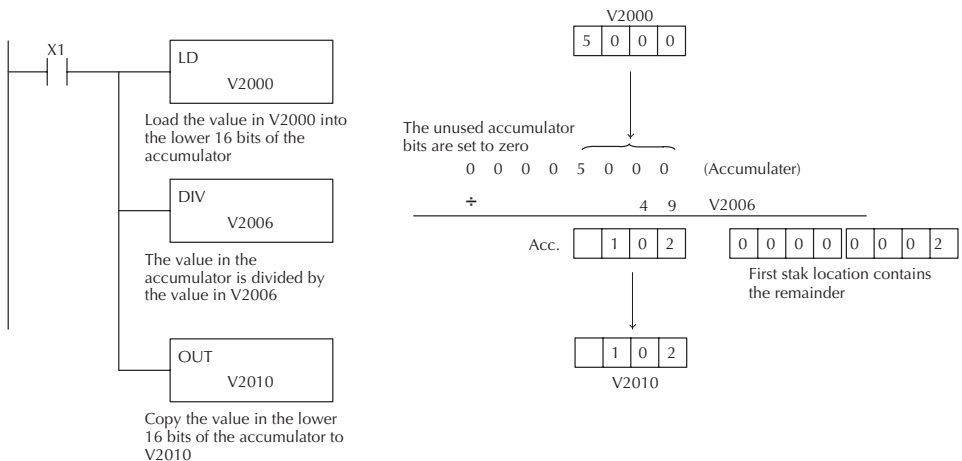 X1
LD
V2000
Load the value in V2000 into
the lower 16 bits of the
accumulator
DIV
V2006
The value in the
accumulator is divided by
the value in V2006
OUT
V2010
Copy the value in the lower
16 bits of the accumulator to
V2010
V2000
5 0 0 0
The unused accumulator
bits are set to zero
0 0 0 0 5 0 0 0 (Accumulater)
÷ 4 9 V2006
Acc. 1 0 2 0 0 0 0 0 0 0 2
First stak location contains
the remainder
1 0 2
V2010